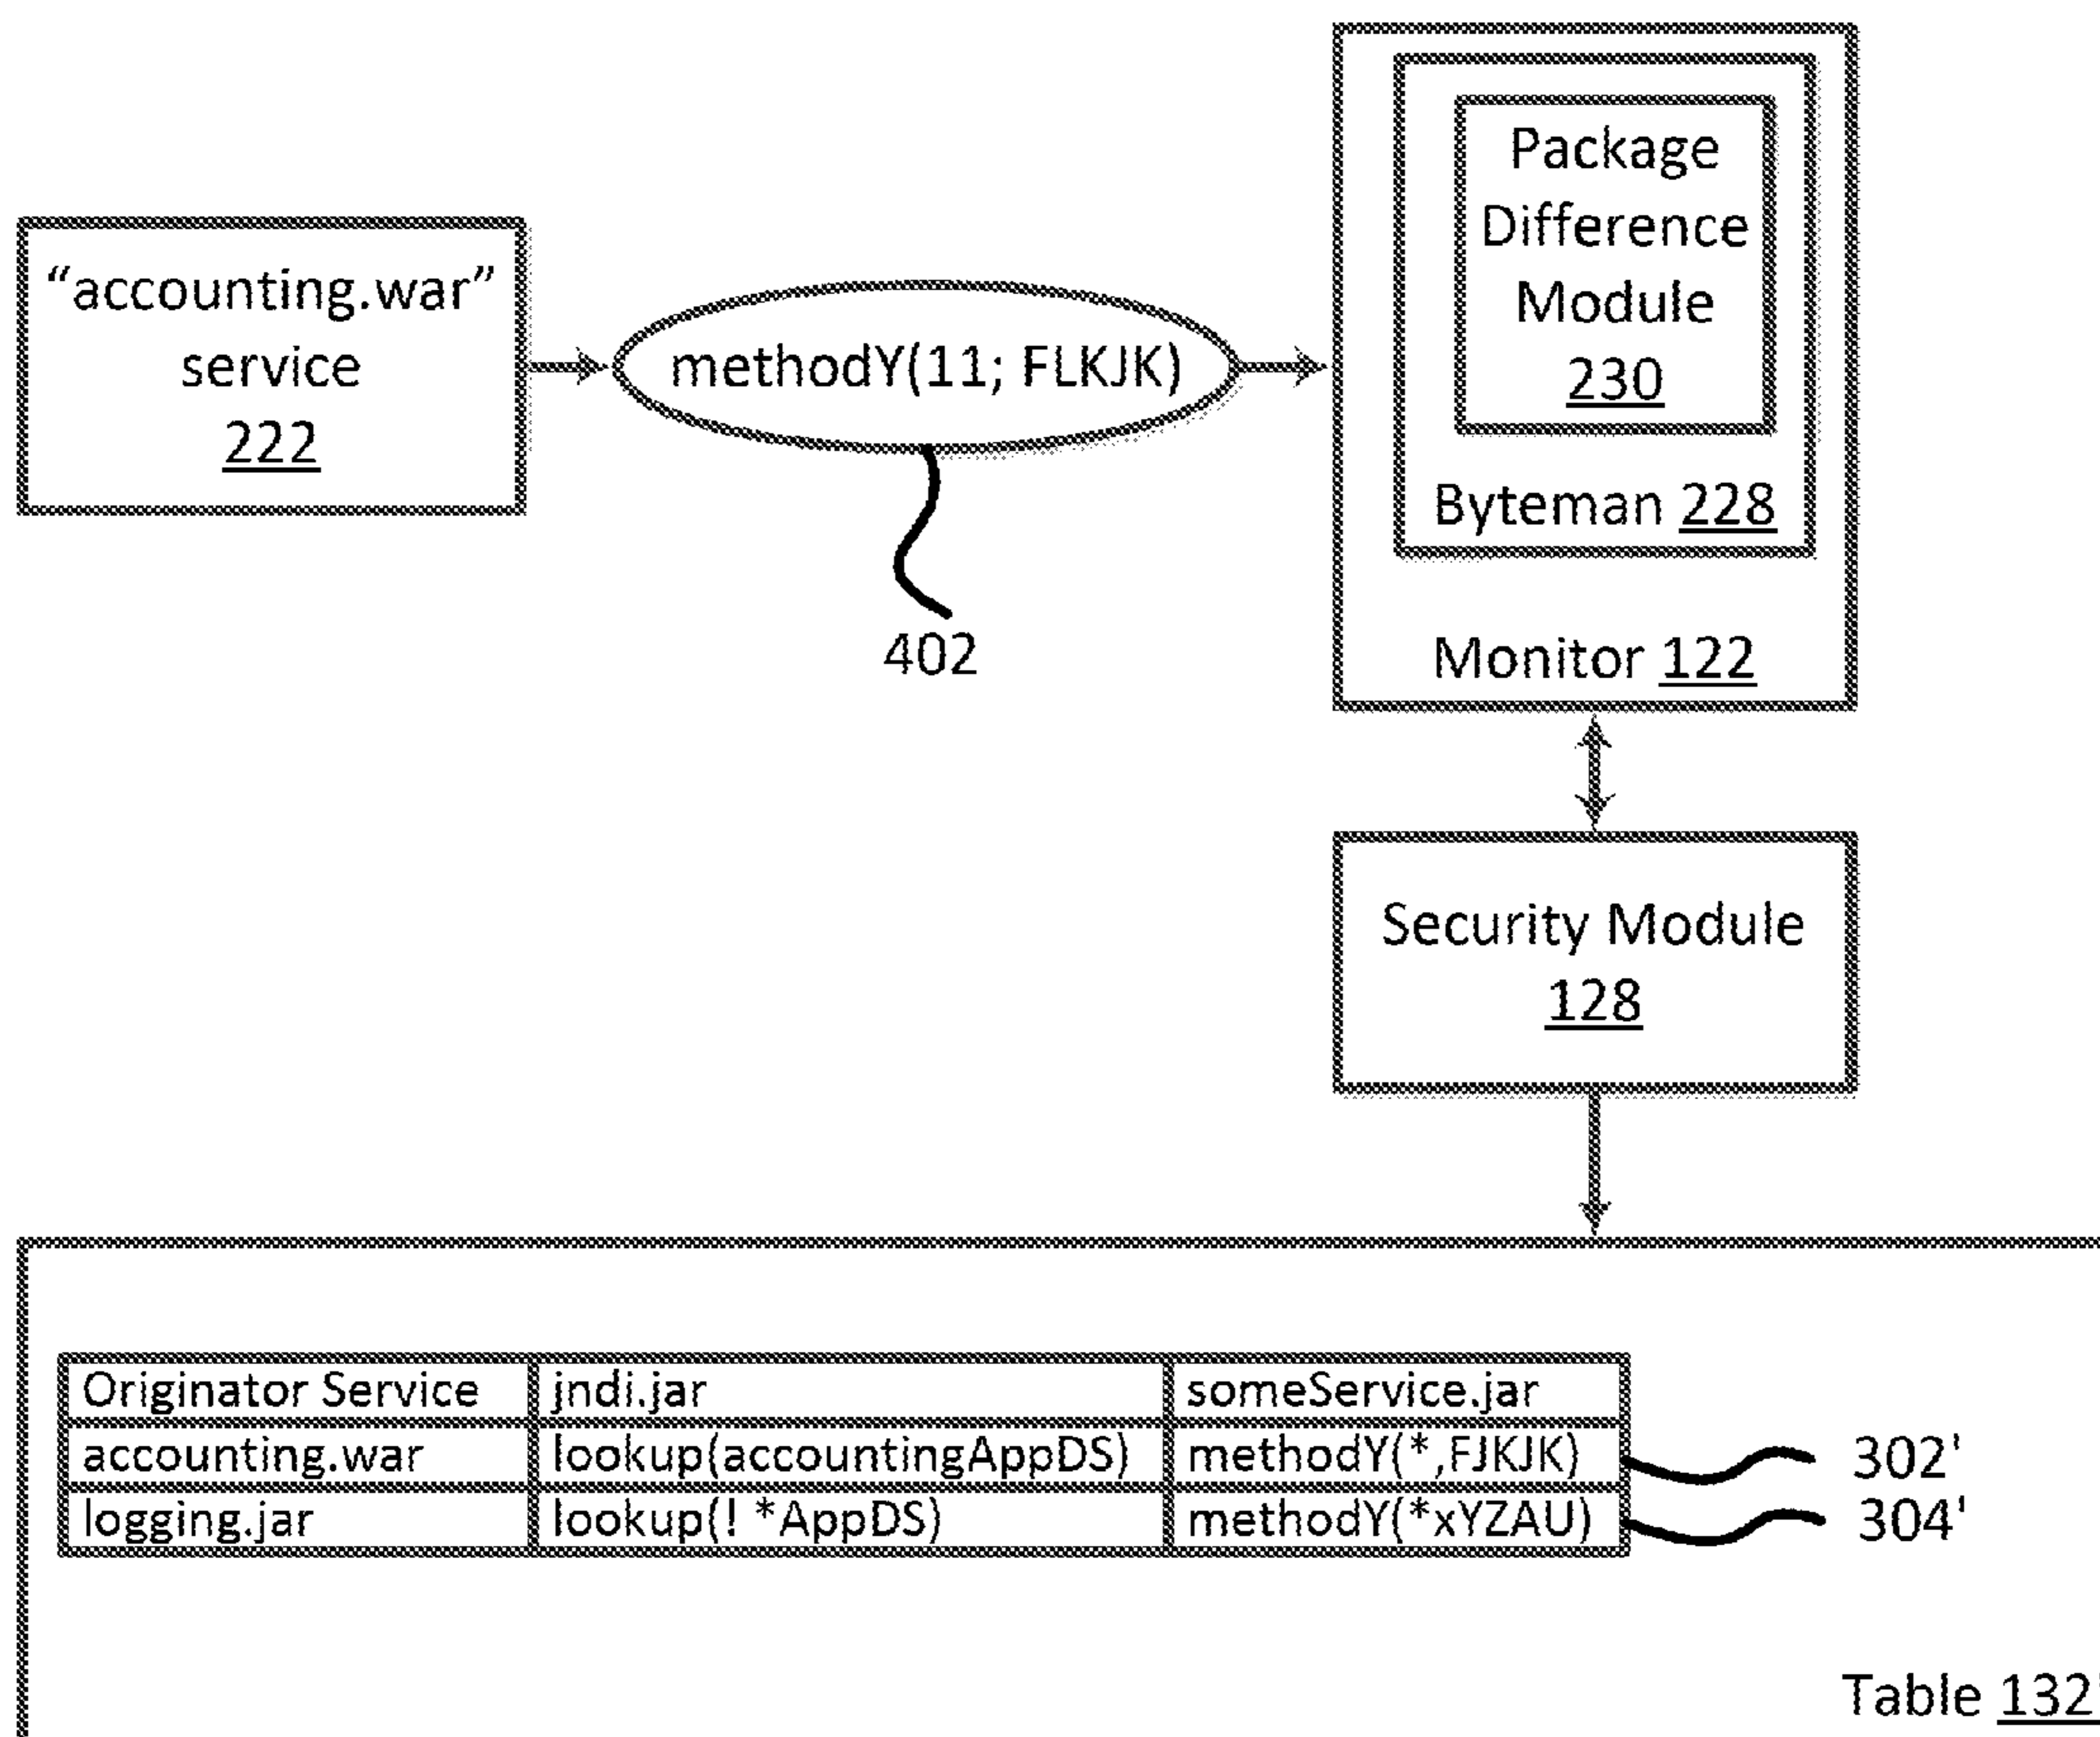 Package
Difference
Module
230
Byteman 228
Monitor 122
"accounting.war"
service
222
methodY(11; FLKJK)
402
Security Module
128
Originator Service jndi.jar someService.jar
accounting.war lookup(accountingAppDS) methodY(*,FJKJK) 302'
logging.jar lookup(! *AppDS) methodY(*xYZAU) 304'
Table 132'